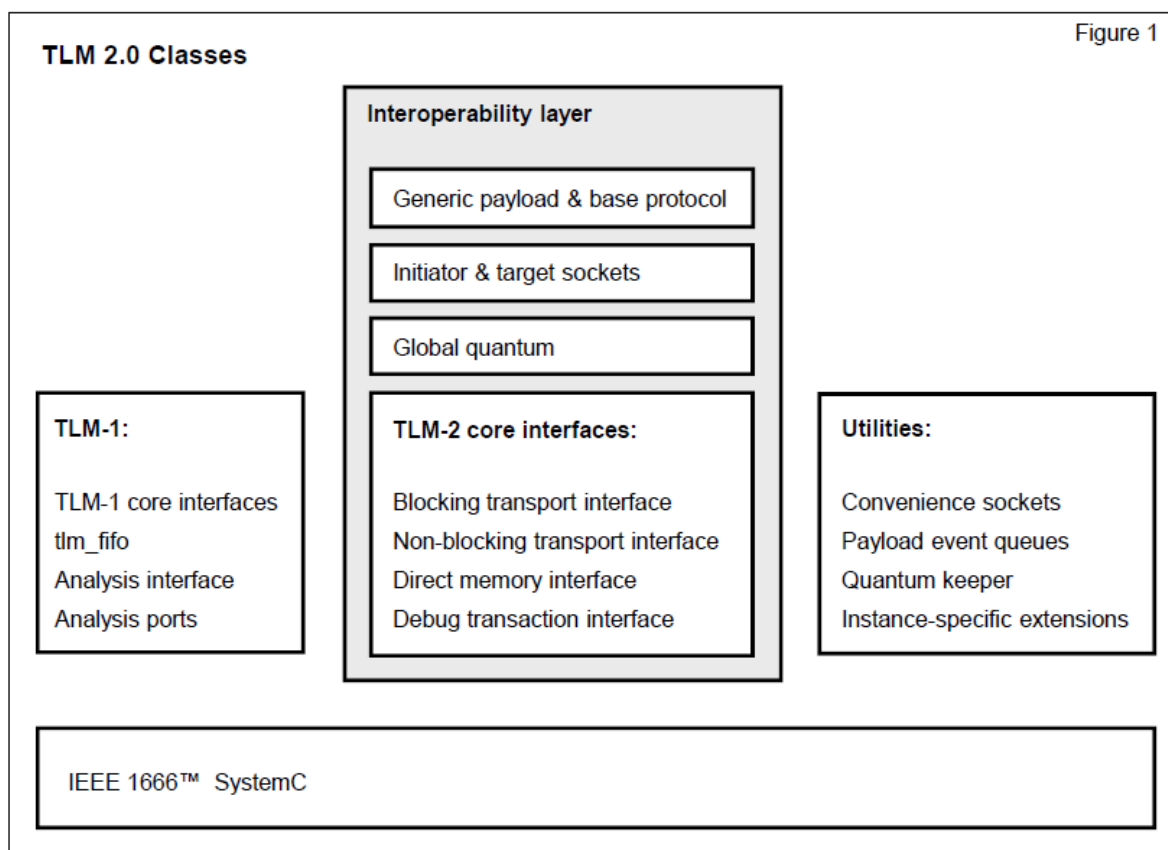 Figure 1
TLM 2.0 Classes
Interoperability layer
Generic payload & base protocol
Initiator & target sockets
Global quantum
TLM-1:
TLM-1 core interfaces
tlm_fifo
Analysis interface
Analysis ports
TLM-2 core interfaces:
Blocking transport interface
Non-blocking transport interface
Direct memory interface
Debug transaction interface
Utilities:
Convenience sockets
Payload event queues
Quantum keeper
Instance-specific extensions
IEEE 1666™ SystemC